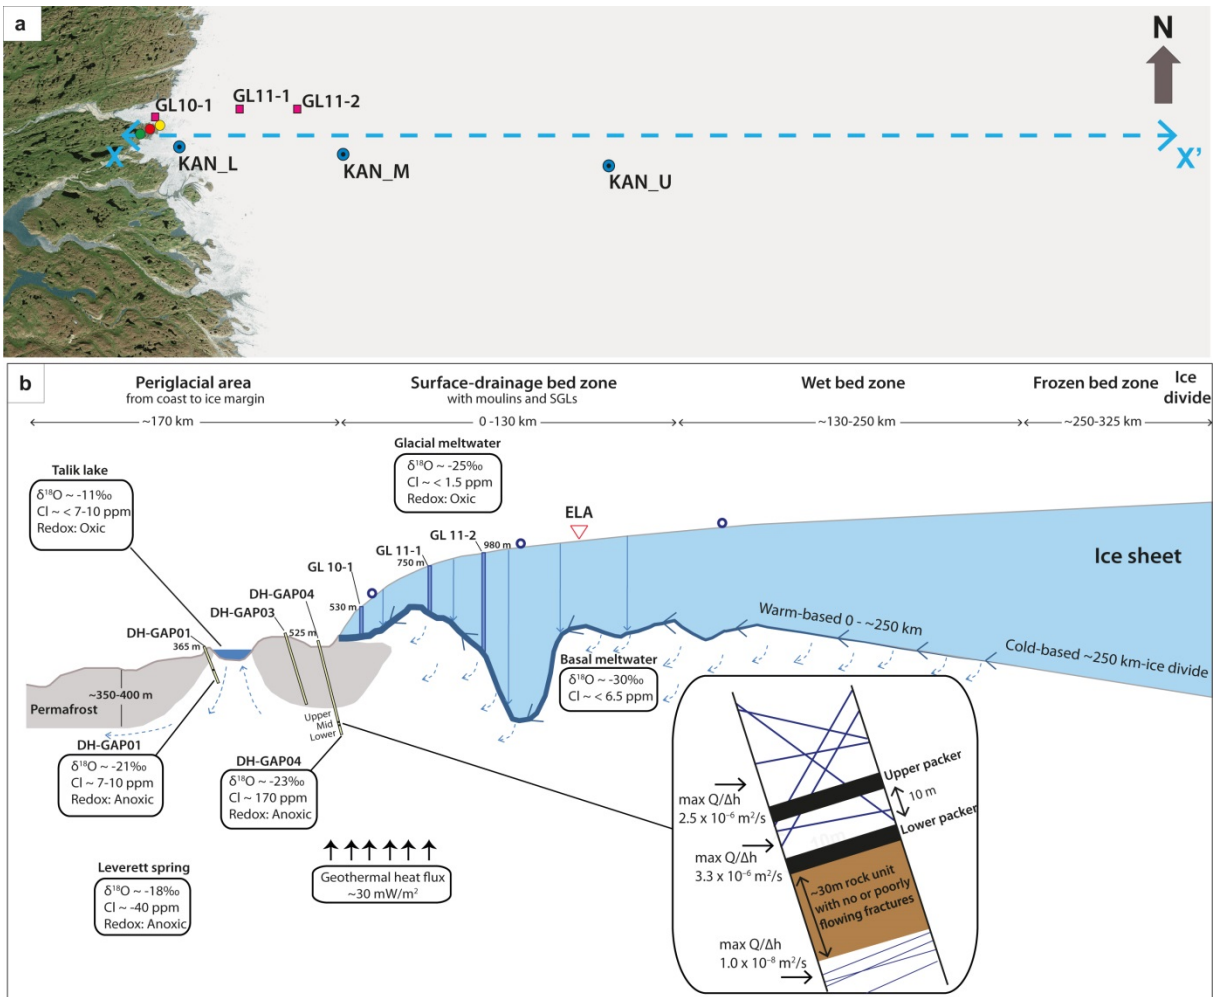 a
N
GL10-1
GL11-1
GL11-2
X
X'
KAN_L
KAN_M
KAN_U
b
Periglacial area
from coast to ice margin
Surface-drainage bed zone
with moulins and SGLs
Wet bed zone
Frozen bed zone
Ice
divide
~170 km
0 -130 km
~130-250 km
~250-325 km
Talik lake
δ¹⁸O ~ -11‰
Cl ~ < 7-10 ppm
Redox: Oxic
Glacial meltwater
δ¹⁸O ~ -25‰
Cl ~ < 1.5 ppm
Redox: Oxic
ELA
GL 11-2
980 m
GL 11-1
750 m
GL 10-1
530 m
DH-GAP04
525 m
DH-GAP03
DH-GAP01
365 m
Ice sheet
Warm-based 0 - ~250 km
Cold-based ~250 km-ice divide
Basal meltwater
δ¹⁸O ~ -30‰
Cl ~ < 6.5 ppm
~350-400 m
Permafrost
Upper
Mid
Lower
DH-GAP01
δ¹⁸O ~ -21‰
Cl ~ 7-10 ppm
Redox: Anoxic
DH-GAP04
δ¹⁸O ~ -23‰
Cl ~ 170 ppm
Redox: Anoxic
Leverett spring
δ¹⁸O ~ -18‰
Cl ~ -40 ppm
Redox: Anoxic
Geothermal heat flux
~30 mW/m²
Upper packer
10 m
Lower packer
max Q/Δh
2.5 x 10⁻⁶ m²/s
max Q/Δh
3.3 x 10⁻⁶ m²/s
~30m rock unit
with no or poorly
flowing fractures
max Q/Δh
1.0 x 10⁻⁸ m²/s